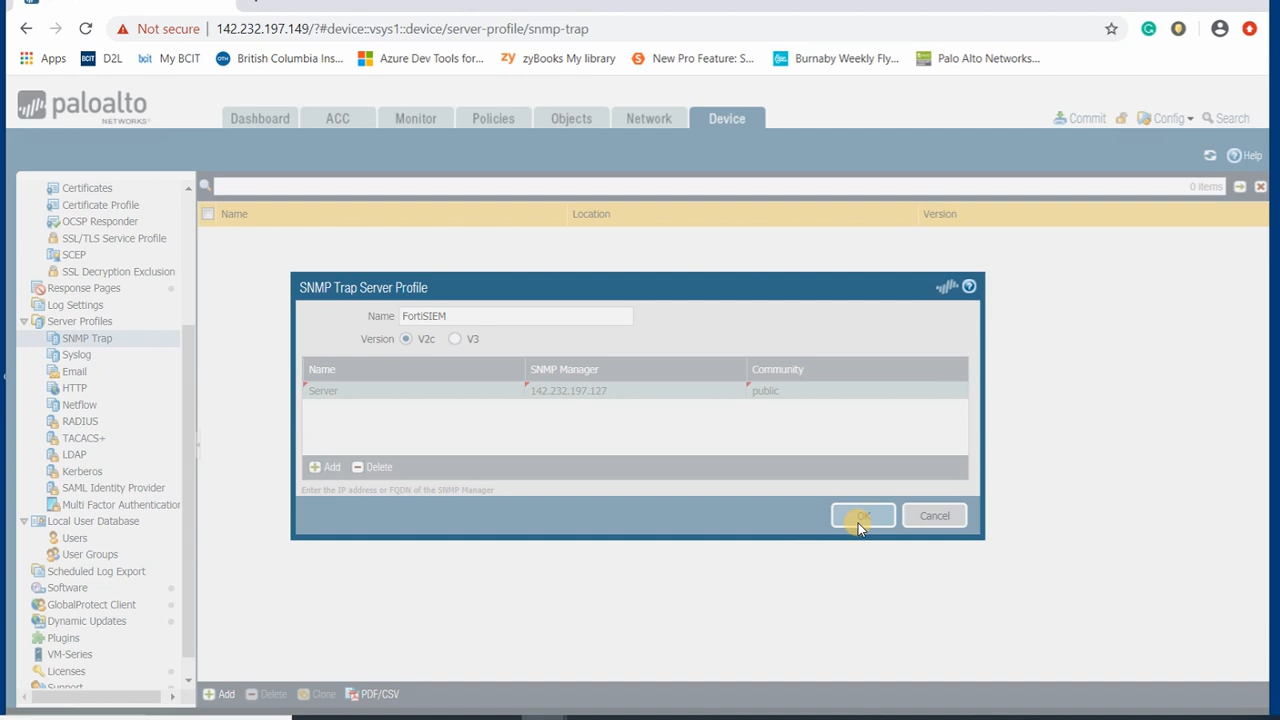 Not secure 142.232.197.149/?#device::vsys1::device/server-profile/snmp-trap
Apps D2L My BCIT British Columbia Ins... Azure Dev Tools for... zyBooks My library New Pro Feature: S... Burnaby Weekly Fly... Palo Alto Networks...
paloalto
NETWORKS
Dashboard ACC Monitor Policies Objects Network Device
Commit Config Search
Help
Certificates
Certificate Profile
OCSP Responder
SSL/TLS Service Profile
SCEP
SSL Decryption Exclusion
Response Pages
Log Settings
Server Profiles
SNMP Trap
Syslog
Email
HTTP
Netflow
RADIUS
TACACS+
LDAP
Kerberos
SAML Identity Provider
Multi Factor Authentication
Local User Database
Users
User Groups
Scheduled Log Export
Software
GlobalProtect Client
Dynamic Updates
Plugins
VM-Series
Licenses
Support
0 items
Name Location Version
SNMP Trap Server Profile
Name FortiSIEM
Version V2c V3
Name SNMP Manager Community
Server 142.232.197.127 public
Add Delete
Enter the IP address or FQDN of the SNMP Manager
OK Cancel
Add Delete Clone PDF/CSV